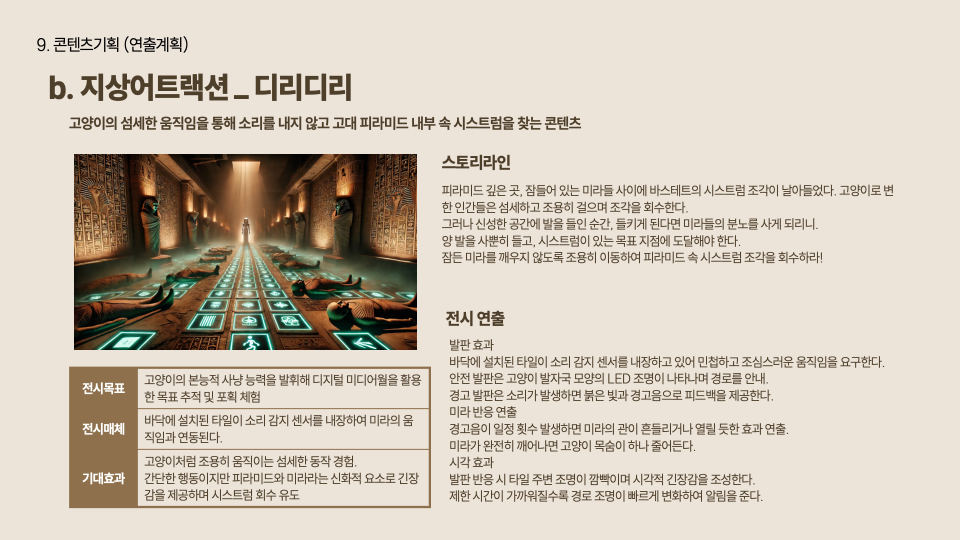 9. 콘텐츠기획 (연출계획)
b. 지상어트랙션 _ 디리디리
고양이의 섬세한 움직임을 통해 소리를 내지 않고 고대 피라미드 내부 속 시스트럼을 찾는 콘텐츠
스토리라인
피라미드 깊은 곳, 잠들어 있는 미라들 사이에 바스테트의 시스트럼 조각이 날아들었다. 고양이로 변
한 인간들은 섬세하고 조용히 걸으며 조각을 회수한다.
그러나 신성한 공간에 발을 들인 순간, 들키게 된다면 미라들의 분노를 사게 되리니.
양 발을 사뿐히 들고, 시스트럼이 있는 목표 지점에 도달해야 한다.
잠든 미라를 깨우지 않도록 조용히 이동하여 피라미드 속 시스트럼 조각을 회수하라!
전시 연출
발판 효과
바닥에 설치된 타일이 소리 감지 센서를 내장하고 있어 민첩하고 조심스러운 움직임을 요구한다.
안전 발판은 고양이 발자국 모양의 LED 조명이 나타나며 경로를 안내.
경고 발판은 소리가 발생하면 붉은 빛과 경고음으로 피드백을 제공한다.
미라 반응 연출
경고음이 일정 횟수 발생하면 미라의 관이 흔들리거나 열릴 듯한 효과 연출.
미라가 완전히 깨어나면 고양이 목숨이 하나 줄어든다.
시각 효과
발판 반응 시 타일 주변 조명이 깜빡이며 시각적 긴장감을 조성한다.
제한 시간이 가까워질수록 경로 조명이 빠르게 변화하여 알림을 준다.
전시목표
고양이의 본능적 사냥 능력을 발휘해 디지털 미디어월을 활용
한 목표 추적 및 포획 체험
전시매체
바닥에 설치된 타일이 소리 감지 센서를 내장하여 미라의 움
직임과 연동된다.
기대효과
고양이처럼 조용히 움직이는 섬세한 동작 경험.
간단한 행동이지만 피라미드와 미라라는 신화적 요소로 긴장
감을 제공하며 시스트럼 회수 유도